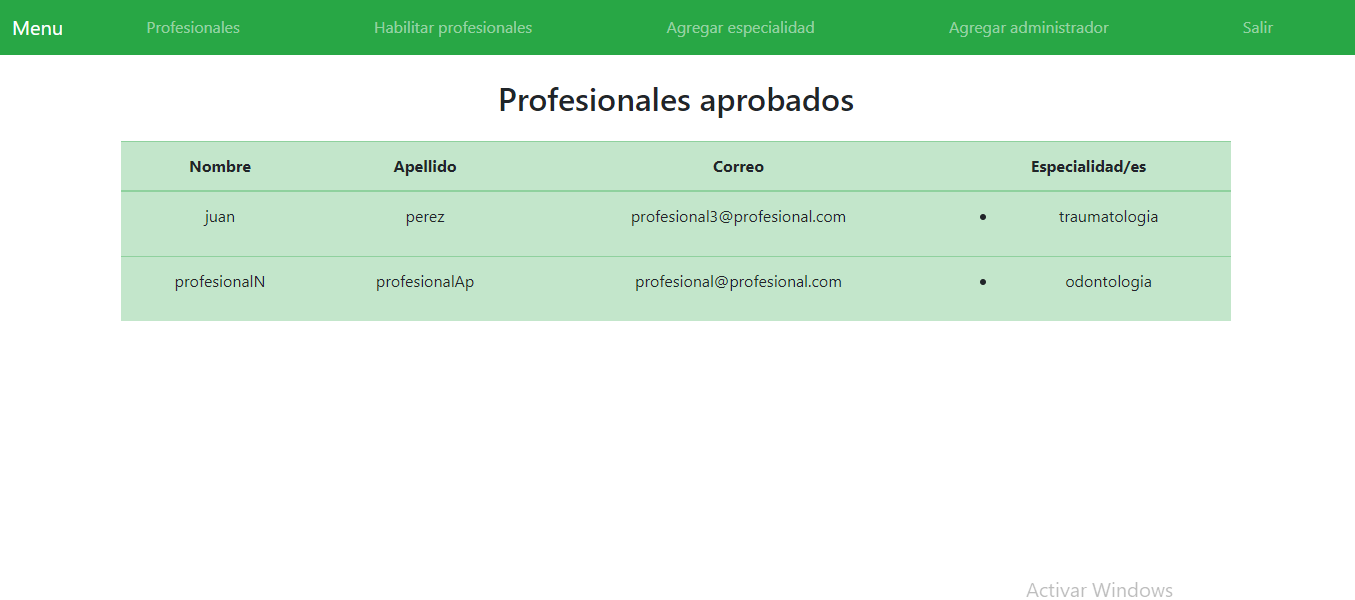 Menu Profesionales Habilitar profesionales Agregar especialidad Agregar administrador Salir
Profesionales aprobados
Nombre Apellido Correo Especialidad/es
juan perez profesional3@profesional.com • traumatologia
profesionalN profesionalAp profesional@profesional.com • odontologia
Activar Windows